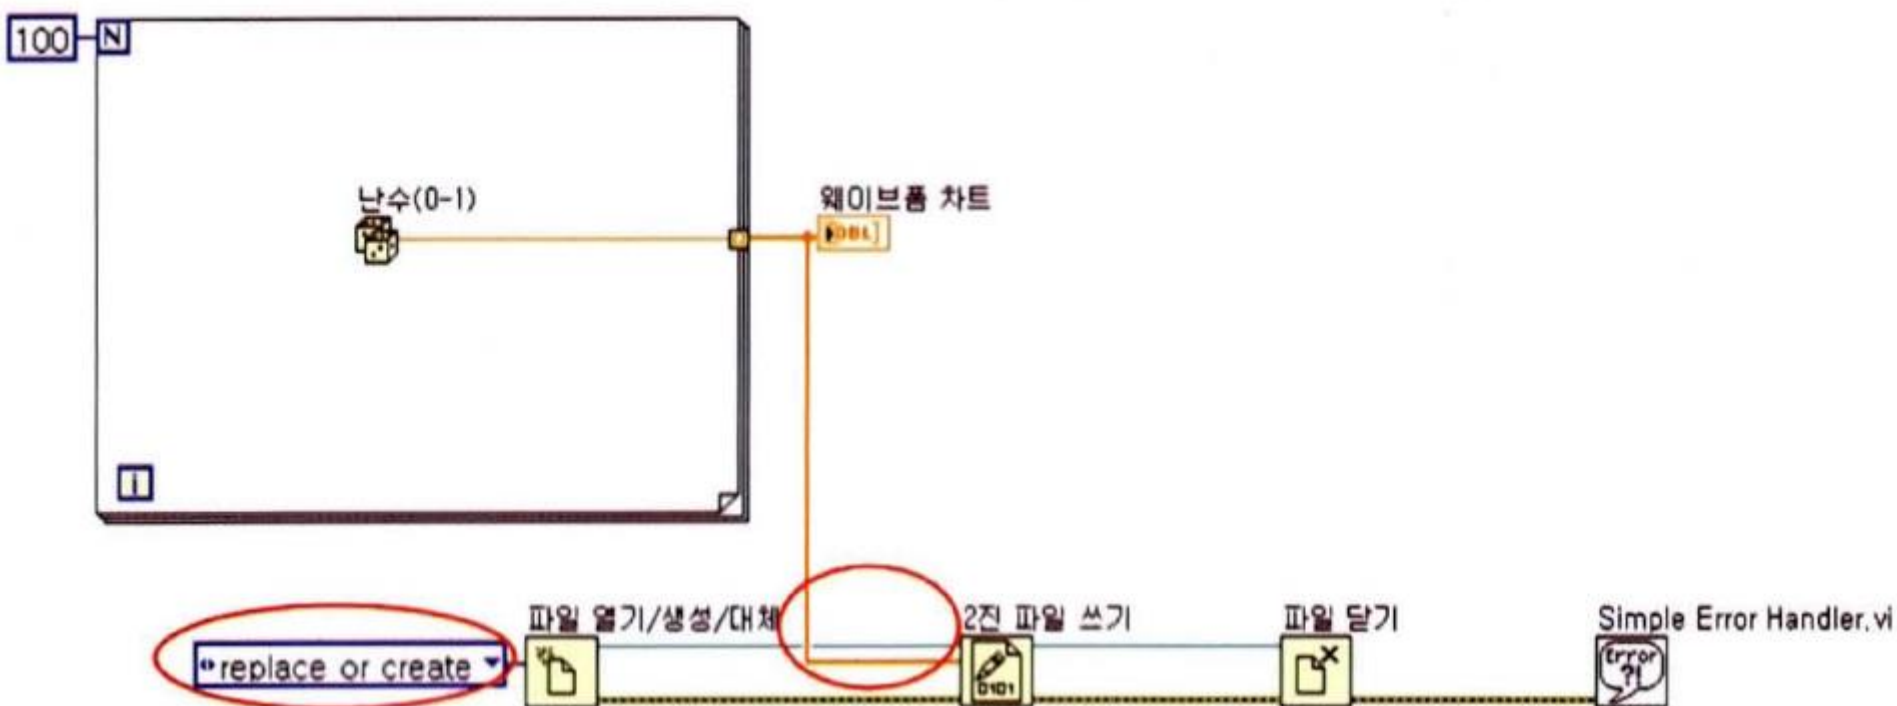 100
N
난수(0-1)
웨이브폼 차트
DBL]
i
파일 열기/생성/대체
2진 파일 쓰기
파일 닫기
Simple Error Handler.vi
replace or create
0101
Error
?!